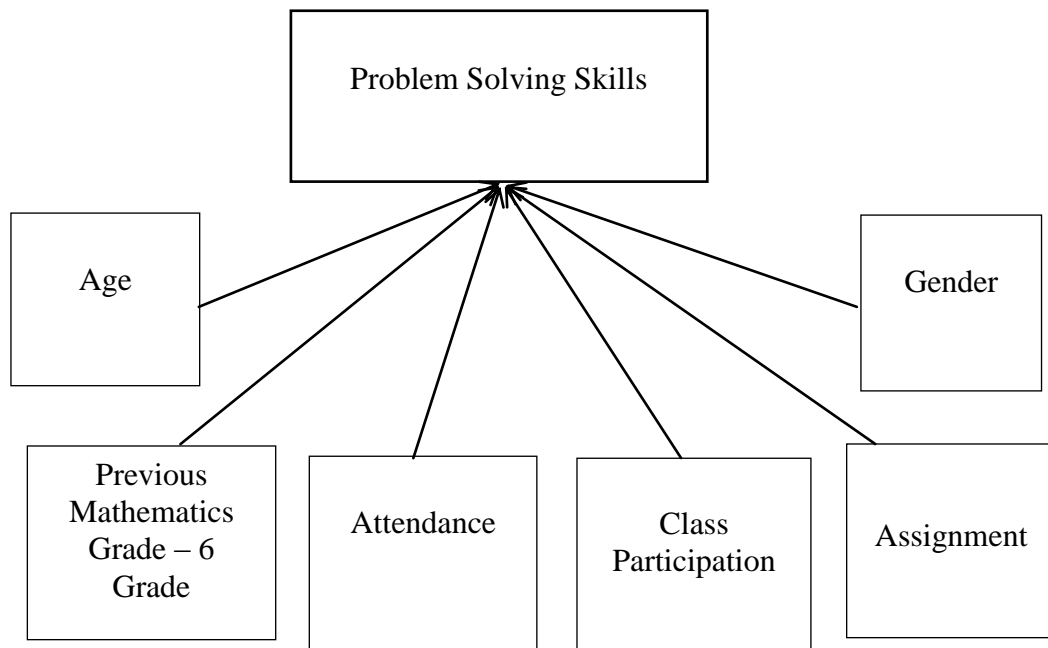 Problem Solving Skills
Age
Gender
Previous
Mathematics
Grade – 6
Grade
Attendance
Class
Participation
Assignment